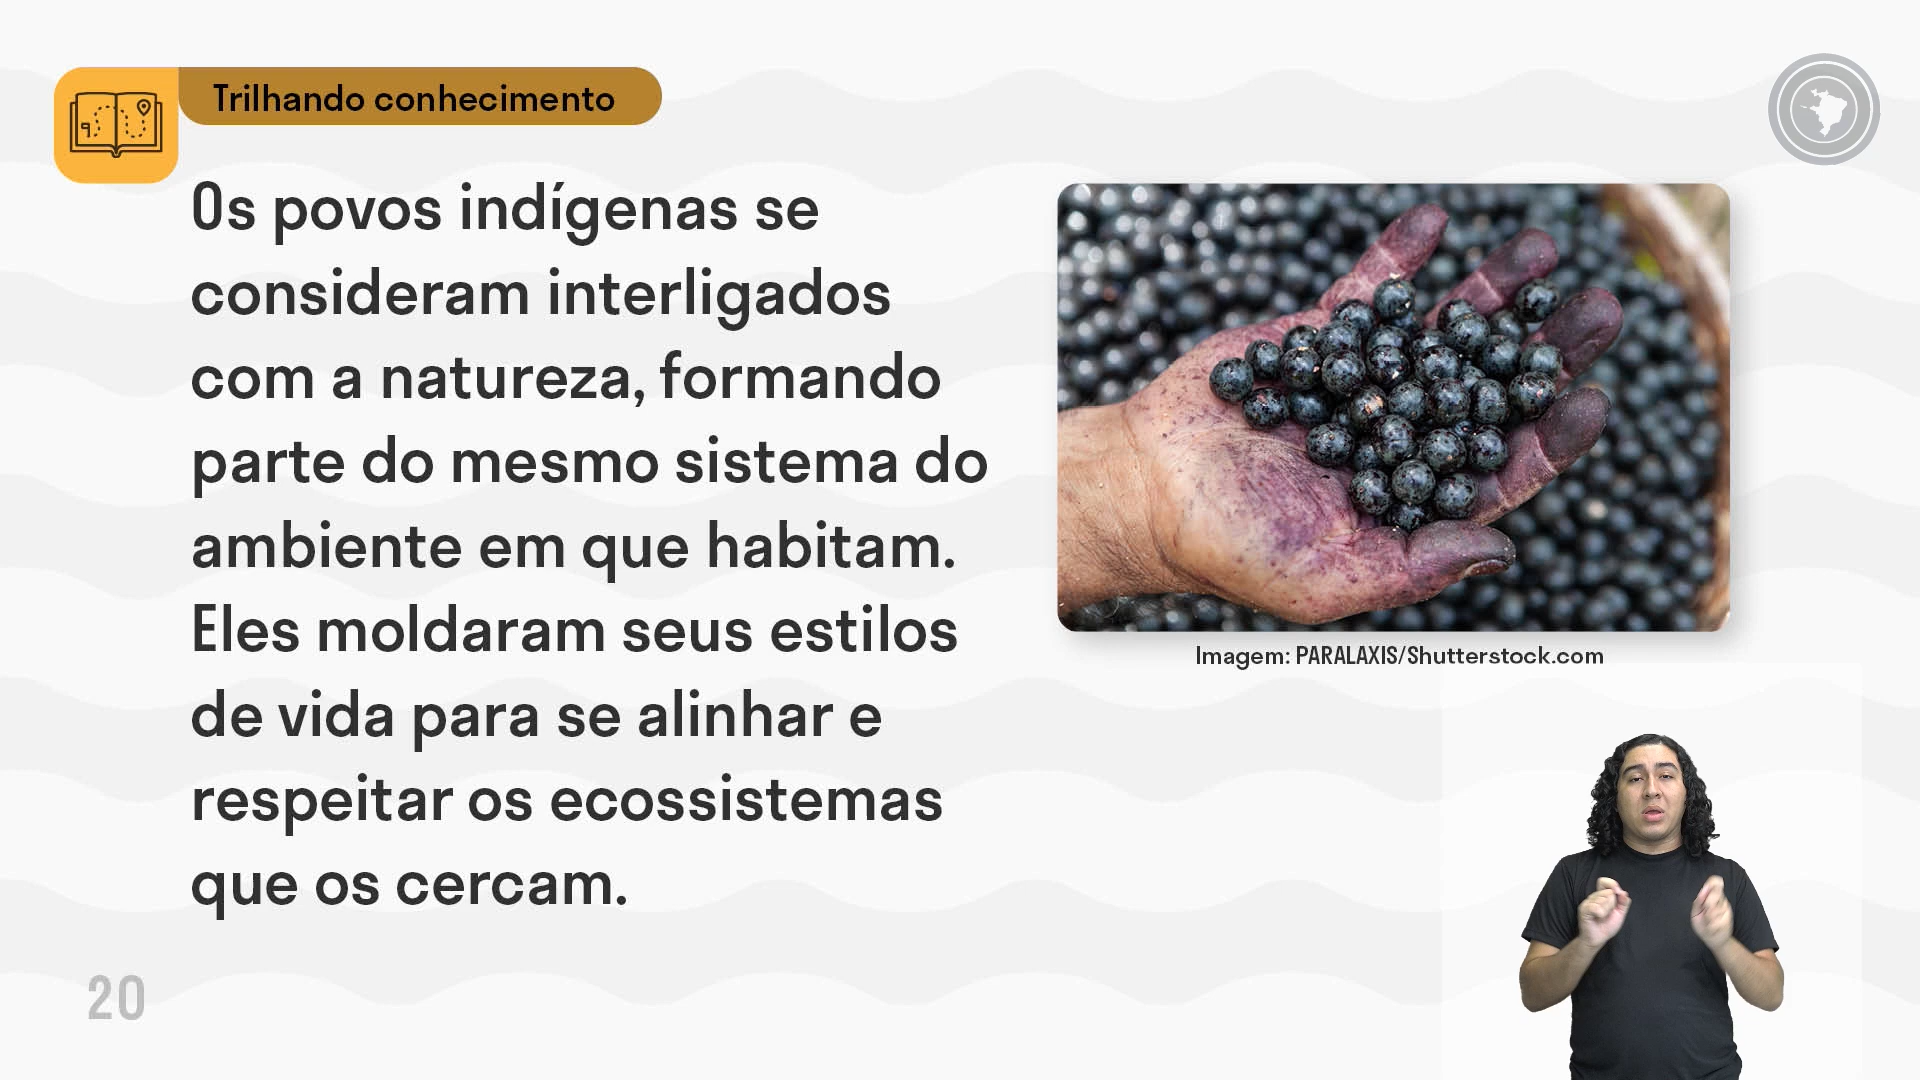 Trilhando conhecimento
Os povos indígenas se
consideram interligados
com a natureza, formando
parte do mesmo sistema do
ambiente em que habitam.
Eles moldaram seus estilos
de vida para se alinhar e
respeitar os ecossistemas
que os cercam.
Imagem: PARALAXIS/Shutterstock.com
20